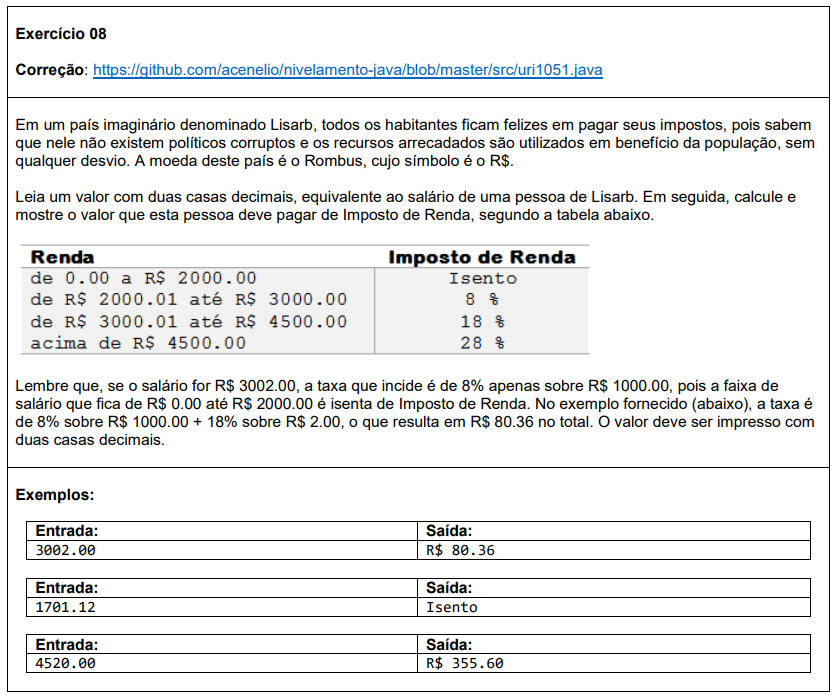 Exercício 08
Correção: https://github.com/acenelio/nivelamento-java/blob/master/src/uri1051.java
Em um país imaginário denominado Lisarb, todos os habitantes ficam felizes em pagar seus impostos, pois sabem
que nele não existem políticos corruptos e os recursos arrecadados são utilizados em benefício da população, sem
qualquer desvio. A moeda deste país é o Rombus, cujo símbolo é o R$.
Leia um valor com duas casas decimais, equivalente ao salário de uma pessoa de Lisarb. Em seguida, calcule e
mostre o valor que esta pessoa deve pagar de Imposto de Renda, segundo a tabela abaixo.
Renda Imposto de Renda
de 0.00 a R$ 2000.00 Isento
de R$ 2000.01 até R$ 3000.00 8 %
de R$ 3000.01 até R$ 4500.00 18 %
acima de R$ 4500.00 28 %
Lembre que, se o salário for R$ 3002.00, a taxa que incide é de 8% apenas sobre R$ 1000.00, pois a faixa de
salário que fica de R$ 0.00 até R$ 2000.00 é isenta de Imposto de Renda. No exemplo fornecido (abaixo), a taxa é
de 8% sobre R$ 1000.00 + 18% sobre R$ 2.00, o que resulta em R$ 80.36 no total. O valor deve ser impresso com
duas casas decimais.
Exemplos:
Entrada: Saída:
3002.00 R$ 80.36
Entrada: Saída:
1701.12 Isento
Entrada: Saída:
4520.00 R$ 355.60